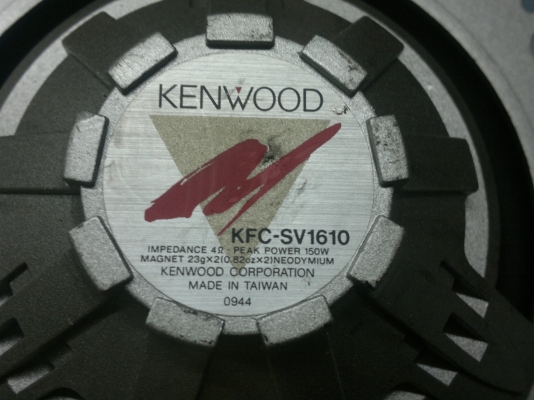 KENWOOD
KFC-SV1610
IMPEDANCE 4Ω · PEAK POWER 150W
MAGNET 23g×2(0.82oz×2)NEODYMIUM
KENWOOD CORPORATION
MADE IN TAIWAN
0944